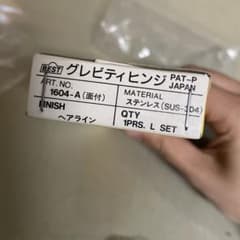 BEST グレビティヒンジ PAT-P JAPAN
ART. NO. 1604-A (面付)
MATERIAL ステンレス (SUS-304)
FINISH ヘアライン
QTY 1PRS. L SET